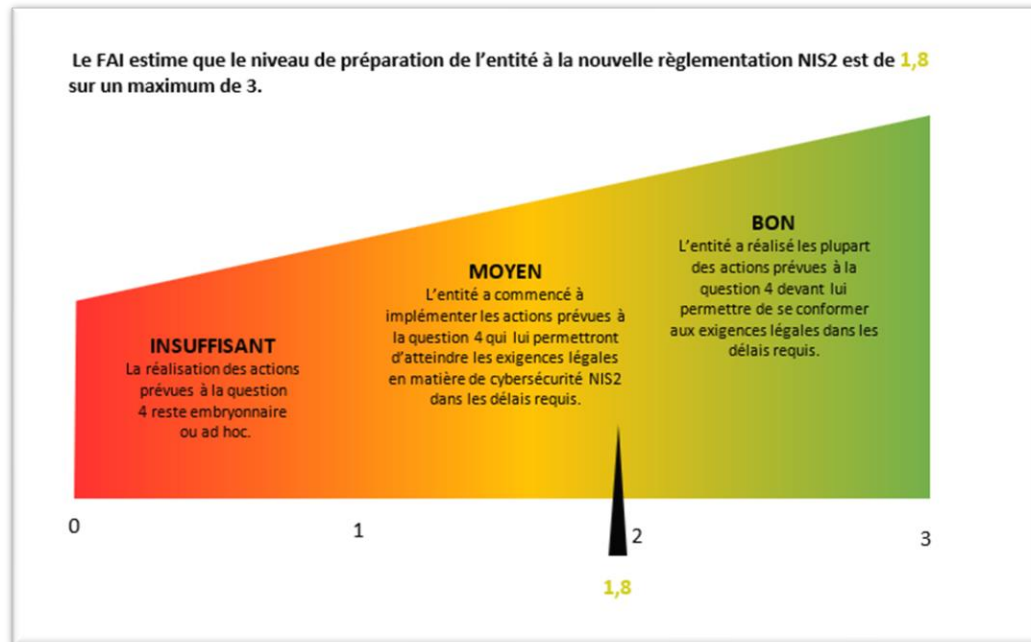 Le FAI estime que le niveau de préparation de l’entité à la nouvelle règlementation NIS2 est de 1,8
sur un maximum de 3.
INSUFFISANT
La réalisation des actions
prévues à la question
4 reste embryonnaire
ou ad hoc.
MOYEN
L’entité a commencé à
implémenter les actions prévues à
la question 4 qui lui permettront
d’atteindre les exigences légales
en matière de cybersécurité NIS2
dans les délais requis.
BON
L’entité a réalisé les plupart
des actions prévues à la
question 4 devant lui
permettre de se conformer
aux exigences légales dans les
délais requis.
0
1
2
3
1,8